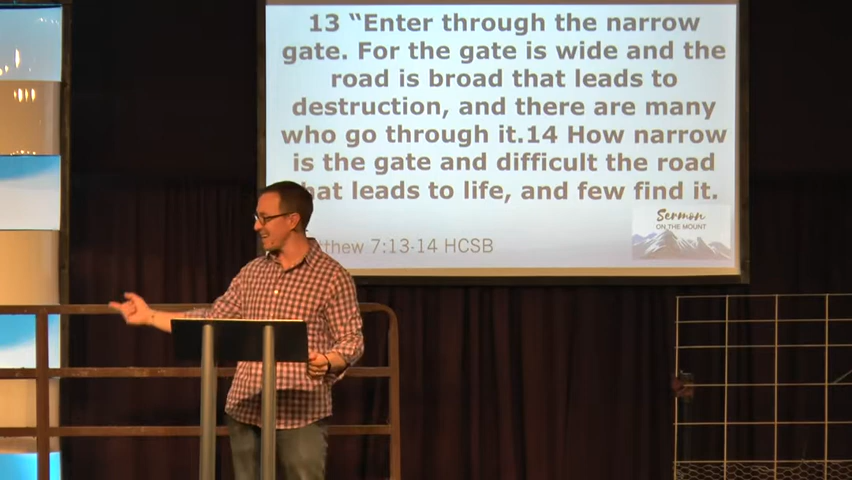 13 “Enter through the narrow
gate. For the gate is wide and the
road is broad that leads to
destruction, and there are many
who go through it.14 How narrow
is the gate and difficult the road
hat leads to life, and few find it.
Sermon
ON THE MOUNT
tthew 7:13-14 HCSB